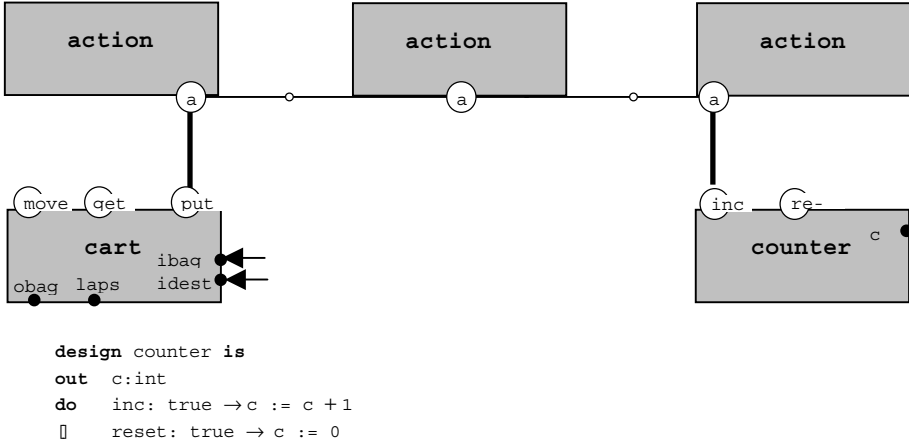 action action action
a a a
move get put inc re-
cart counter c
ibag
obag laps idest
design counter is
out c:int
do inc: true → c := c + 1
▯ reset: true → c := 0